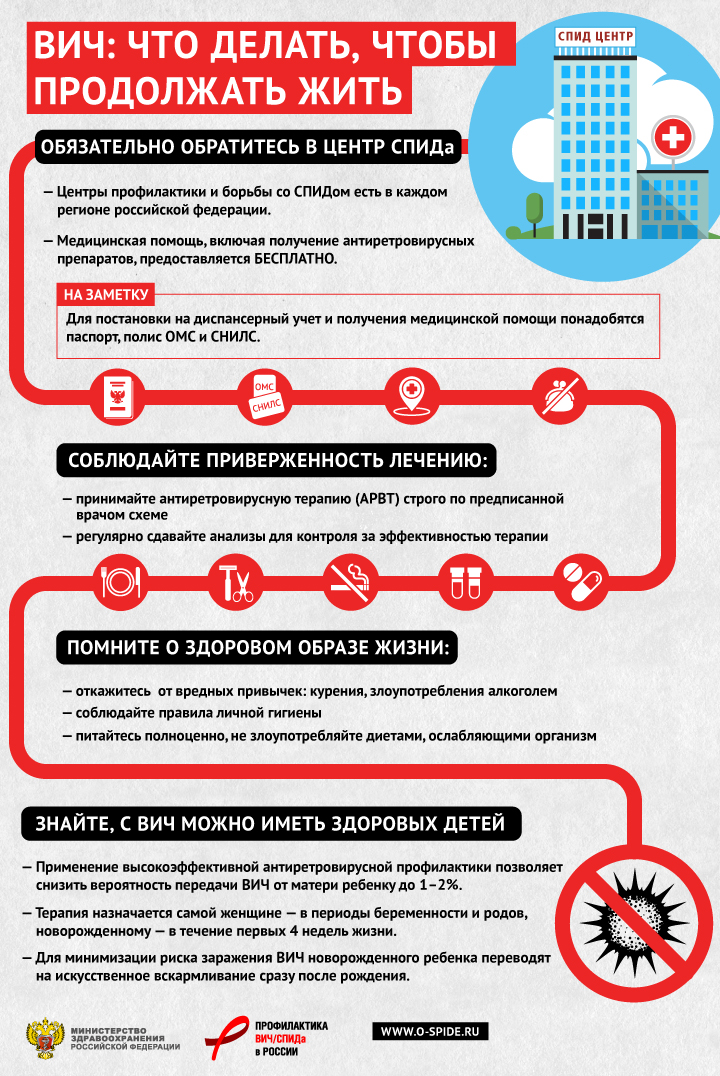 СПИД ЦЕНТР
ВИЧ: ЧТО ДЕЛАТЬ, ЧТОБЫ
ПРОДОЛЖАТЬ ЖИТЬ
ОБЯЗАТЕЛЬНО ОБРАТИТЕСЬ В ЦЕНТР СПИДа
— Центры профилактики и борьбы со СПИДом есть в каждом
регионе российской федерации.
— Медицинская помощь, включая получение антиретровирусных
препаратов, предоставляется БЕСПЛАТНО.
НА ЗАМЕТКУ
Для постановки на диспансерный учет и получения медицинской помощи понадобятся
паспорт, полис ОМС и СНИЛС.
ОМС
СНИЛС
СОБЛЮДАЙТЕ ПРИВЕРЖЕННОСТЬ ЛЕЧЕНИЮ:
— принимайте антиретровирусную терапию (АРВТ) строго по предписанной
врачом схеме
— регулярно сдавайте анализы для контроля за эффективностью терапии
ПОМНИТЕ О ЗДОРОВОМ ОБРАЗЕ ЖИЗНИ:
— откажитесь от вредных привычек: курения, злоупотребления алкоголем
— соблюдайте правила личной гигиены
— питайтесь полноценно, не злоупотребляйте диетами, ослабляющими организм
ЗНАЙТЕ, С ВИЧ МОЖНО ИМЕТЬ ЗДОРОВЫХ ДЕТЕЙ
— Применение высокоэффективной антиретровирусной профилактики позволяет
снизить вероятность передачи ВИЧ от матери ребенку до 1–2%.
— Терапия назначается самой женщине — в периоды беременности и родов,
новорожденному — в течение первых 4 недель жизни.
— Для минимизации риска заражения ВИЧ новорожденного ребенка переводят
на искусственное вскармливание сразу после рождения.
МИНИСТЕРСТВО
ЗДРАВООХРАНЕНИЯ
РОССИЙСКОЙ ФЕДЕРАЦИИ
ПРОФИЛАКТИКА
ВИЧ/СПИДа
в РОССИИ
WWW.O-SPIDE.RU